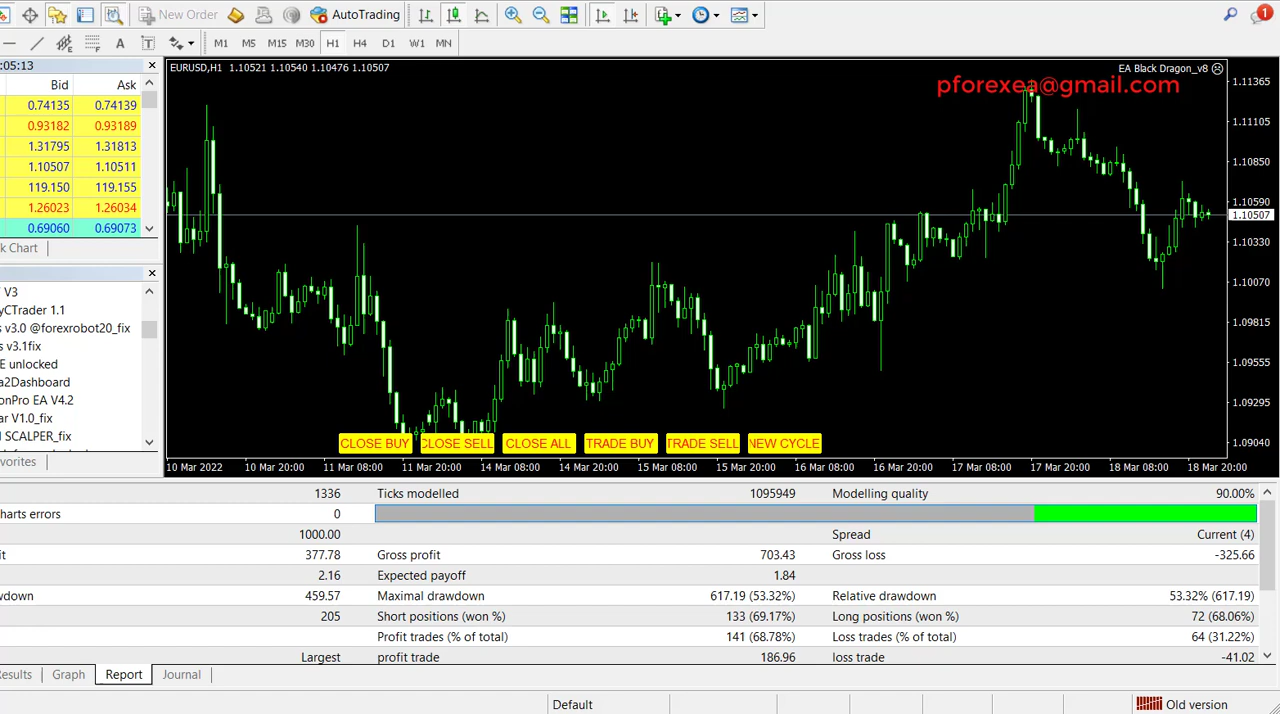 New Order AutoTrading 1
A T M1 M5 M15 M30 H1 H4 D1 W1 MN
:05:13
Bid Ask
0.74135 0.74139
0.93182 0.93189
1.31795 1.31813
1.10507 1.10511
119.150 119.155
1.26023 1.26034
0.69060 0.69073
k Chart
V3
yCTrader 1.1
s v3.0 @forexrobot20_fix
s v3.1fix
E unlocked
a2Dashboard
onPro EA V4.2
ar V1.0_fix
SCALPER_fix
vorites
EURUSD,H1 1.10521 1.10540 1.10476 1.10507
EA Black Dragon_v8
pforexea@gmail.com
1.11365
1.11105
1.10850
1.10590
1.10507
1.10330
1.10070
1.09815
1.09555
1.09295
1.09040
CLOSE BUY CLOSE SELL CLOSE ALL TRADE BUY TRADE SELL NEW CYCLE
10 Mar 2022 10 Mar 20:00 11 Mar 08:00 11 Mar 20:00 14 Mar 08:00 14 Mar 20:00 15 Mar 08:00 15 Mar 20:00 16 Mar 08:00 16 Mar 20:00 17 Mar 08:00 17 Mar 20:00 18 Mar 08:00 18 Mar 20:00
1336 Ticks modelled 1095949 Modelling quality 90.00%
harts errors 0
1000.00 Spread Current (4)
it 377.78 Gross profit 703.43 Gross loss -325.66
2.16 Expected payoff 1.84
wdown 459.57 Maximal drawdown 617.19 (53.32%) Relative drawdown 53.32% (617.19)
205 Short positions (won %) 133 (69.17%) Long positions (won %) 72 (68.06%)
Profit trades (% of total) 141 (68.78%) Loss trades (% of total) 64 (31.22%)
Largest profit trade 186.96 loss trade -41.02
esults Graph Report Journal
Default Old version